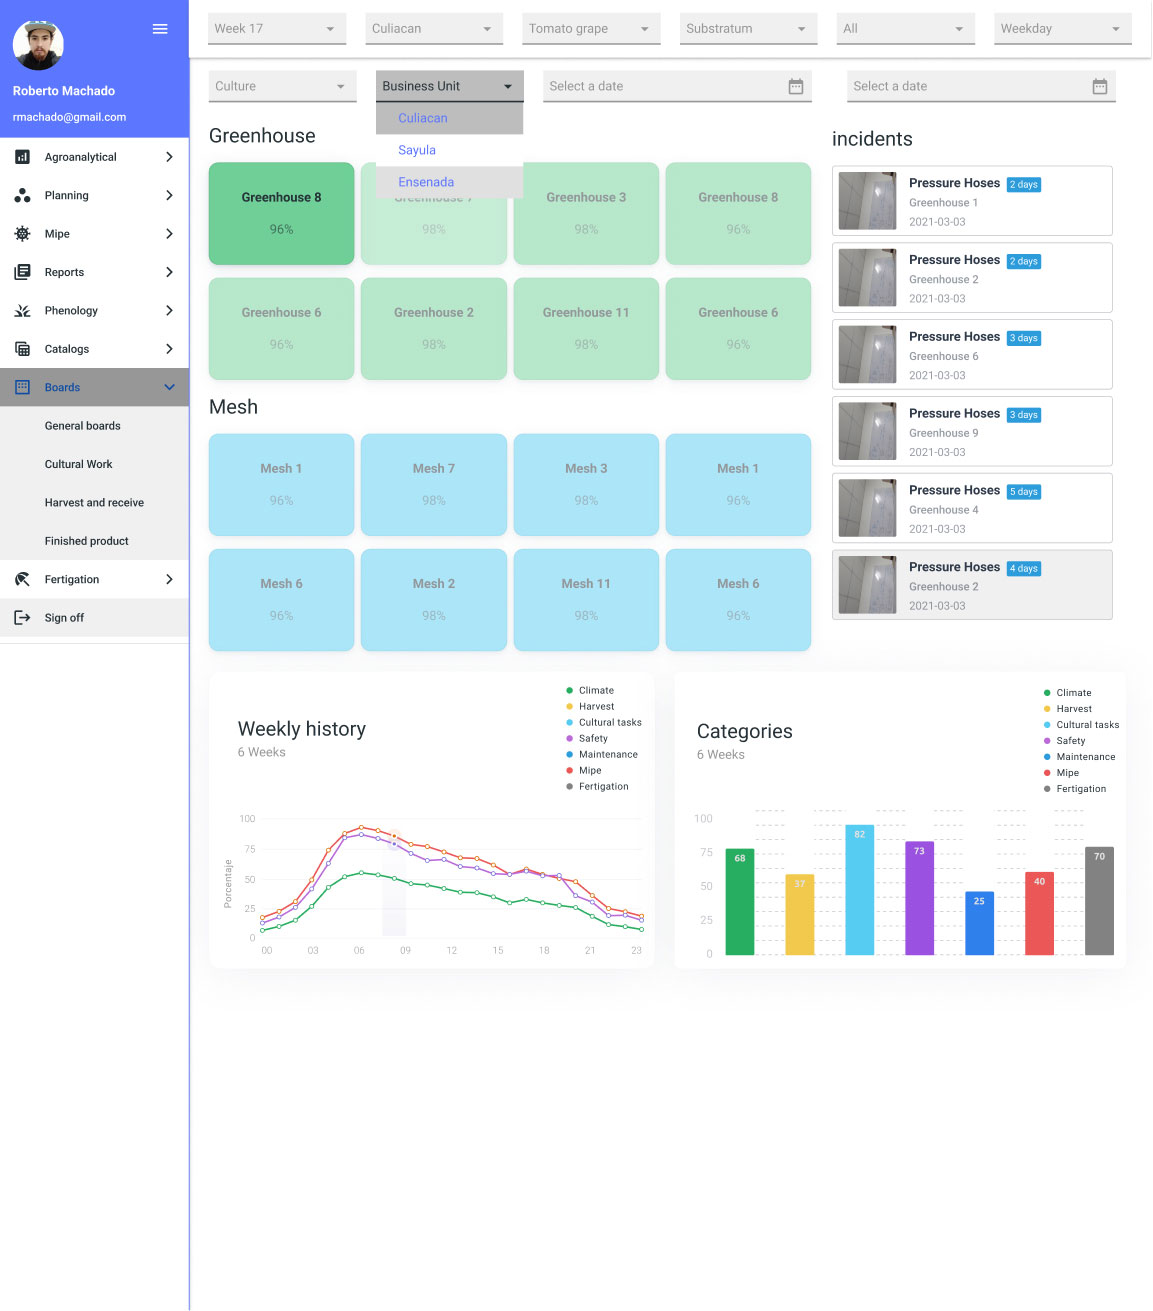 Roberto Machado
rmachado@gmail.com
Agroanalytical
Planning
Mipe
Reports
Phenology
Catalogs
Boards
General boards
Cultural Work
Harvest and receive
Finished product
Fertigation
Sign off
Week 17
Culiacan
Tomato grape
Substratum
All
Weekday
Culture
Business Unit
Select a date
Select a date
Culiacan
Sayula
Ensenada
Greenhouse
Greenhouse 8
96%
Greenhouse 7
98%
Greenhouse 3
98%
Greenhouse 8
96%
Greenhouse 6
96%
Greenhouse 2
98%
Greenhouse 11
98%
Greenhouse 6
96%
Mesh
Mesh 1
96%
Mesh 7
98%
Mesh 3
98%
Mesh 1
96%
Mesh 6
96%
Mesh 2
98%
Mesh 11
98%
Mesh 6
96%
incidents
Pressure Hoses 2 days
Greenhouse 1
2021-03-03
Pressure Hoses 2 days
Greenhouse 2
2021-03-03
Pressure Hoses 3 days
Greenhouse 6
2021-03-03
Pressure Hoses 3 days
Greenhouse 9
2021-03-03
Pressure Hoses 5 days
Greenhouse 4
2021-03-03
Pressure Hoses 4 days
Greenhouse 2
2021-03-03
Weekly history
6 Weeks
Climate
Harvest
Cultural tasks
Safety
Maintenance
Mipe
Fertigation
Porcentaje
100
75
50
25
0
00 03 06 09 12 15 18 21 23
Categories
6 Weeks
Climate
Harvest
Cultural tasks
Safety
Maintenance
Mipe
Fertigation
100
75
50
25
0
68 37 82 73 25 40 70